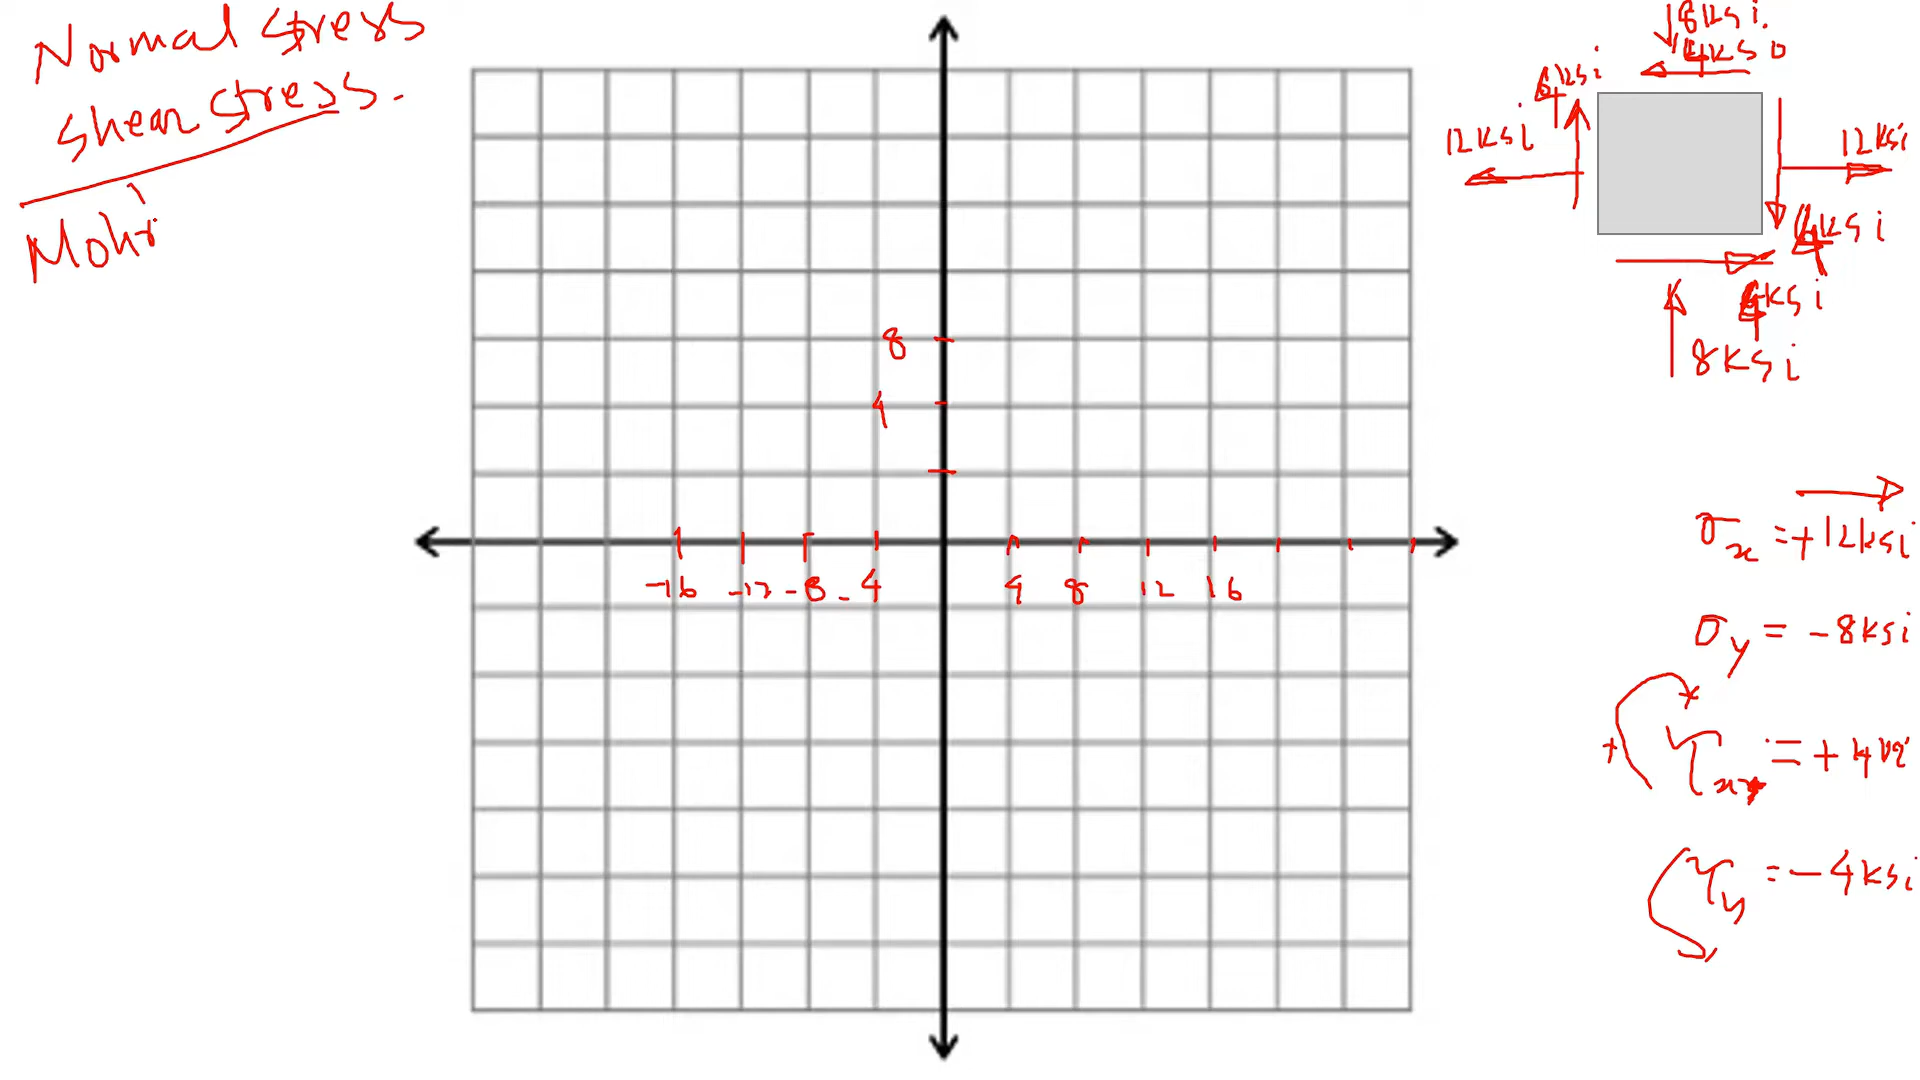 Normal stress
shear stress.
Mohr
8ksi.
4ksi
4ksi
12ksi
12ksi
4ksi
4ksi
8ksi
8
4
-16 -12 -8 -4 4 8 12 16
σx = +12ksi
σy = -8ksi
+ τxy = +4k
τy = -4ksi